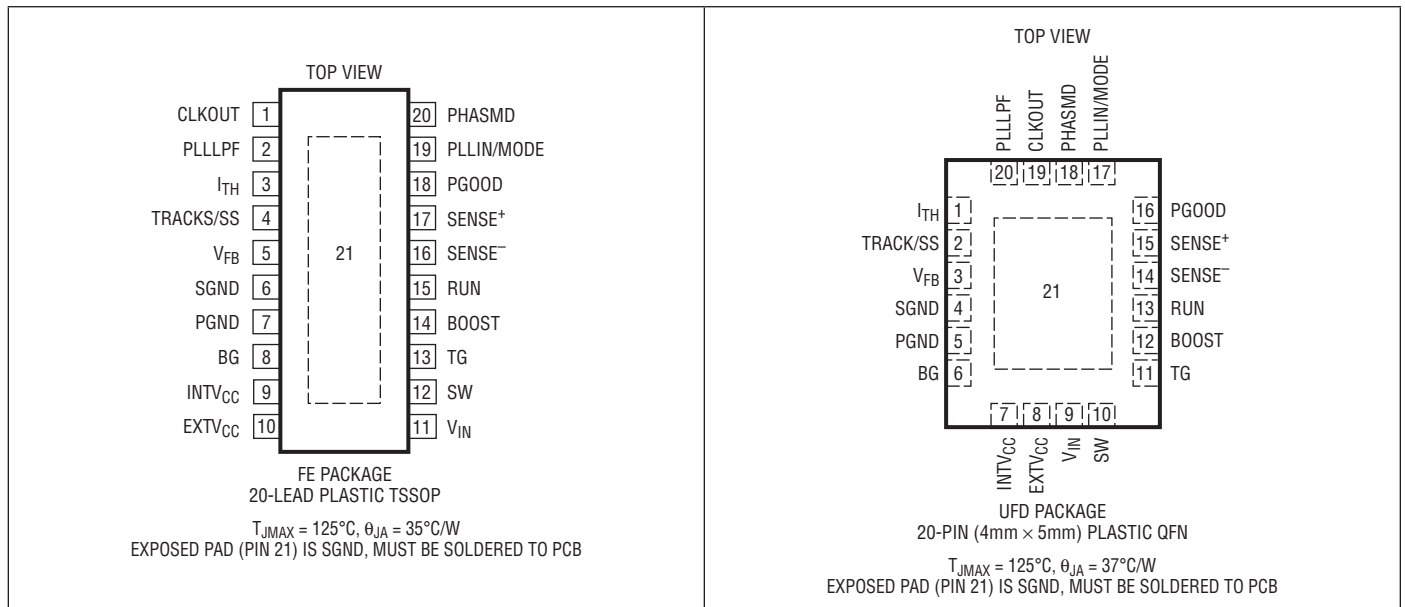 TOP VIEW
CLKOUT 1
PLLLPF 2
ITH 3
TRACKS/SS 4
VFB 5
SGND 6
PGND 7
BG 8
INTVCC 9
EXTVCC 10
20 PHASMD
19 PLLIN/MODE
18 PGOOD
17 SENSE+
16 SENSE–
15 RUN
14 BOOST
13 TG
12 SW
11 VIN
21
FE PACKAGE
20-LEAD PLASTIC TSSOP
TJMAX = 125°C, θJA = 35°C/W
EXPOSED PAD (PIN 21) IS SGND, MUST BE SOLDERED TO PCB
TOP VIEW
PLLLPF
CLKOUT
PHASMD
PLLIN/MODE
20 19 18 17
ITH 1
TRACK/SS 2
VFB 3
SGND 4
PGND 5
BG 6
16 PGOOD
15 SENSE+
14 SENSE–
13 RUN
12 BOOST
11 TG
21
7 8 9 10
INTVCC
EXTVCC
VIN
SW
UFD PACKAGE
20-PIN (4mm × 5mm) PLASTIC QFN
TJMAX = 125°C, θJA = 37°C/W
EXPOSED PAD (PIN 21) IS SGND, MUST BE SOLDERED TO PCB